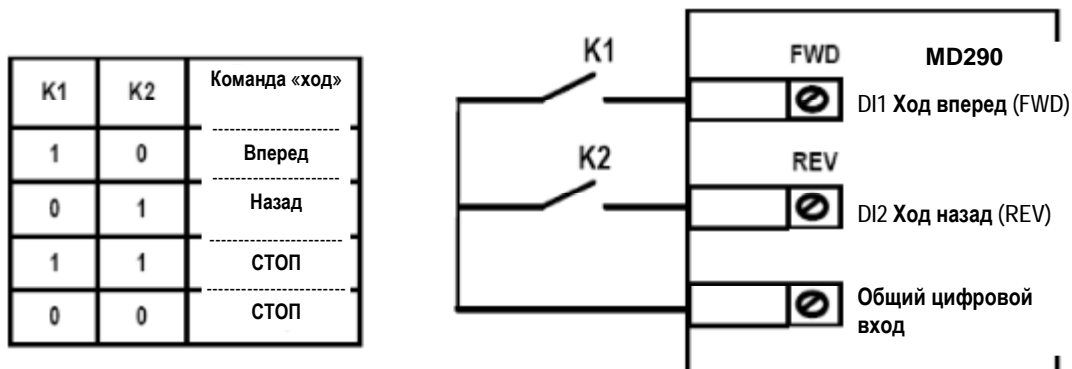 K1 K2 Команда «ход»
1 0 Вперед
0 1 Назад
1 1 СТОП
0 0 СТОП
K1
FWD
MD290
DI1 Ход вперед (FWD)
K2
REV
DI2 Ход назад (REV)
Общий цифровой
вход